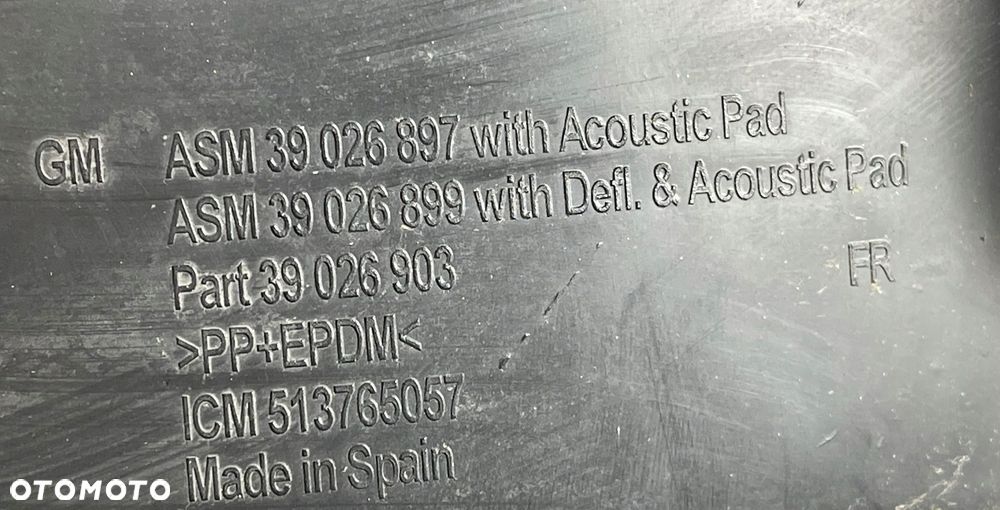 GM ASM 39 026 897 with Acoustic Pad
ASM 39 026 899 with Defl. & Acoustic Pad
Part 39 026 903 FR
>PP+EPDM<
ICM 513765057
Made in Spain
OTOMOTO